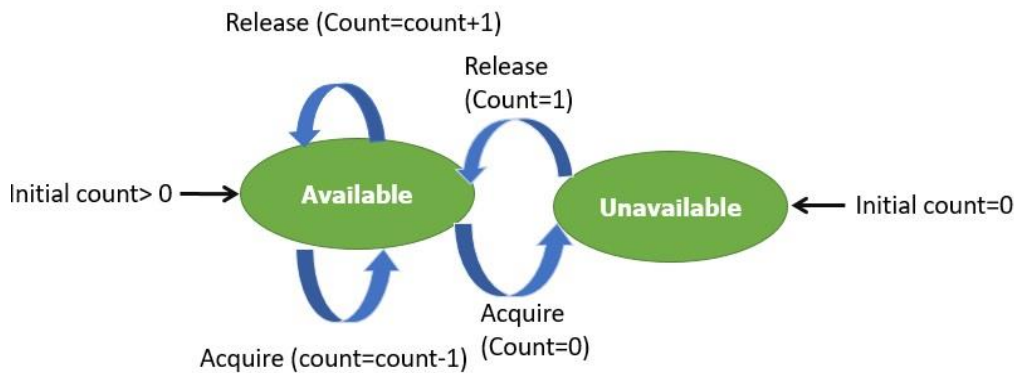 Release (Count=count+1)
Release
(Count=1)
Initial count> 0
Available
Unavailable
Initial count=0
Acquire
(Count=0)
Acquire (count=count-1)